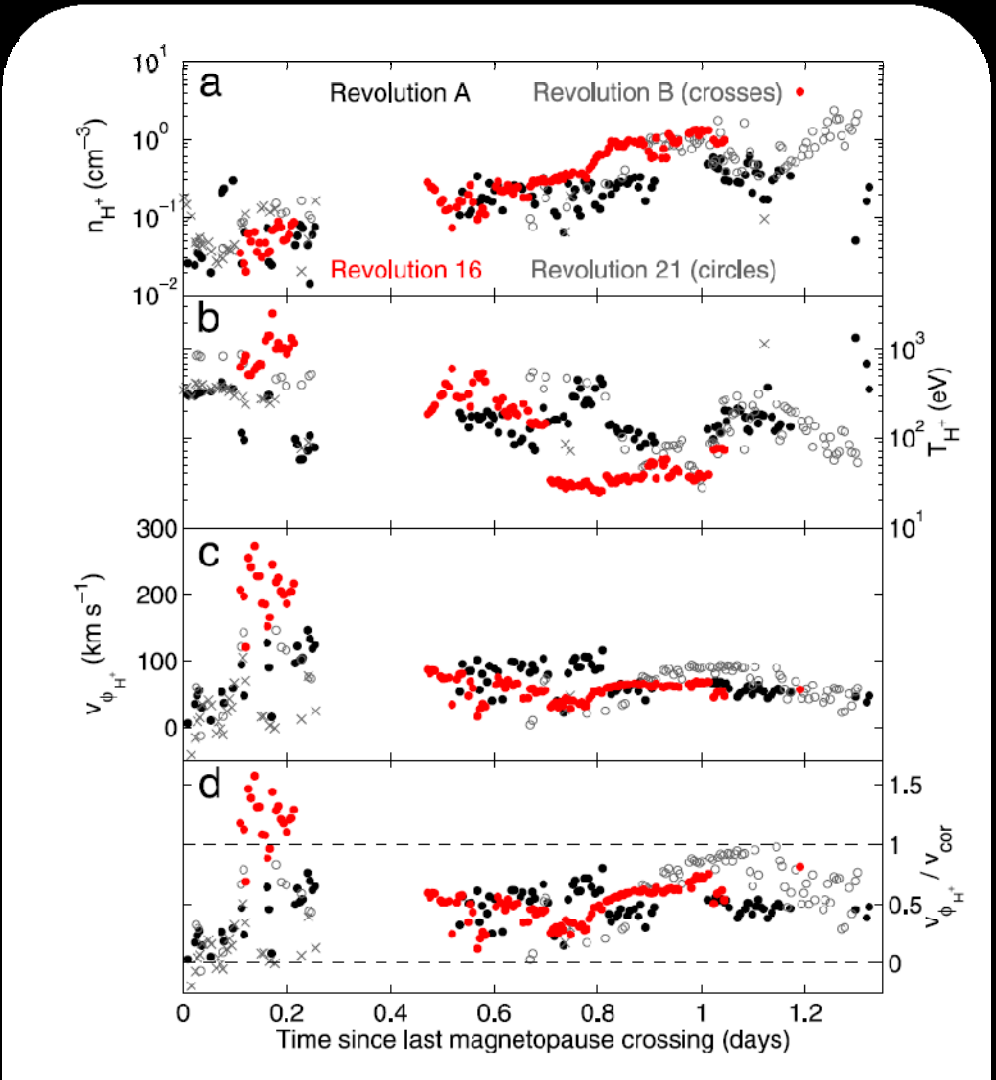 10^1
a
Revolution A
Revolution B (crosses)
n_H+ (cm^−3)
10^0
10^−1
Revolution 16
Revolution 21 (circles)
10^−2
b
10^3
T_H+ (eV)
10^2
10^1
300
c
v_ϕ_H+ (km s^−1)
200
100
0
d
1.5
v_ϕ_H+ / v_cor
1
0.5
0
0 0.2 0.4 0.6 0.8 1 1.2
Time since last magnetopause crossing (days)